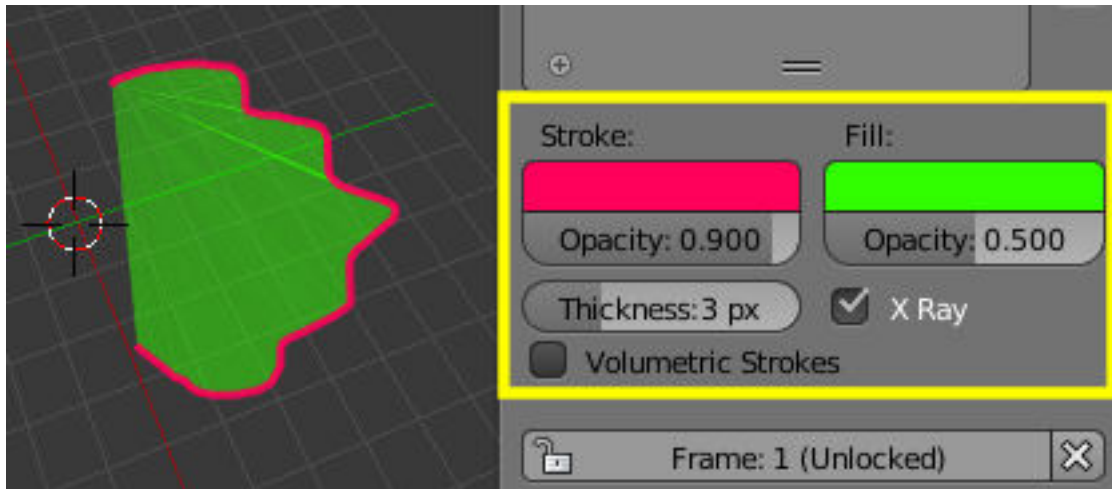 Stroke: Fill:
Opacity: 0.900 Opacity: 0.500
Thickness: 3 px X Ray
Volumetric Strokes
Frame: 1 (Unlocked)